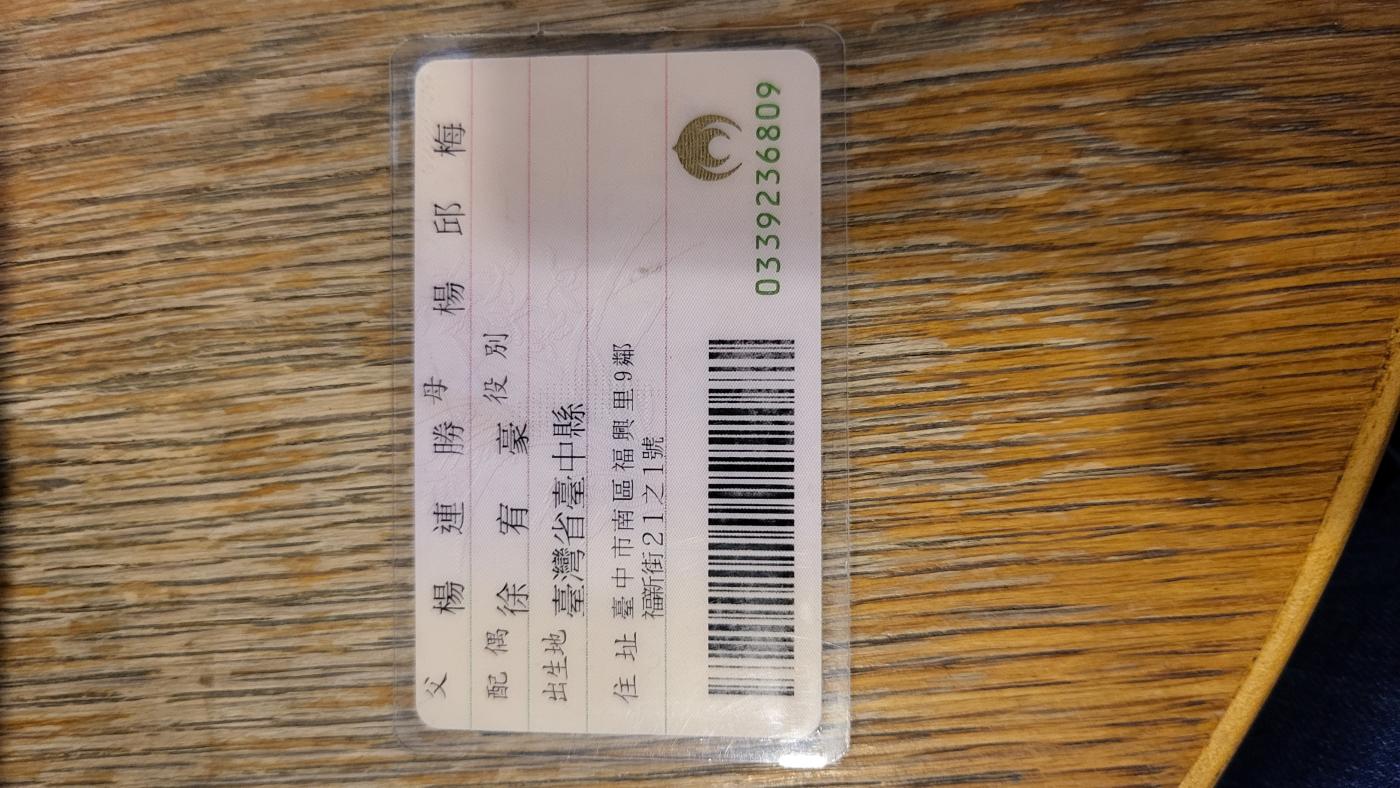 父 楊連勝 母 楊邱梅
配偶 徐宥豪 役別
出生地 臺灣省臺中縣
住址 臺中市南區福興里9鄰
福新街21之1號
0339236809